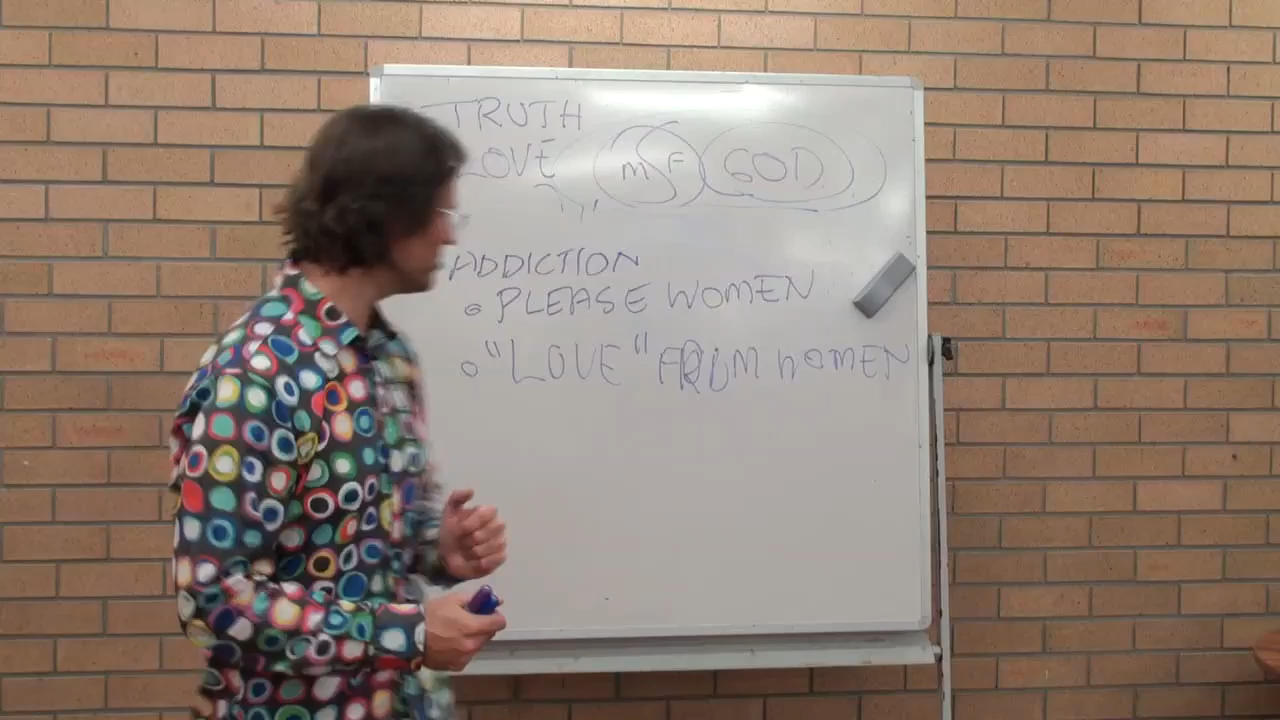 TRUTH
LOVE M F GOD
ADDICTION
PLEASE WOMEN
"LOVE" FROM WOMEN